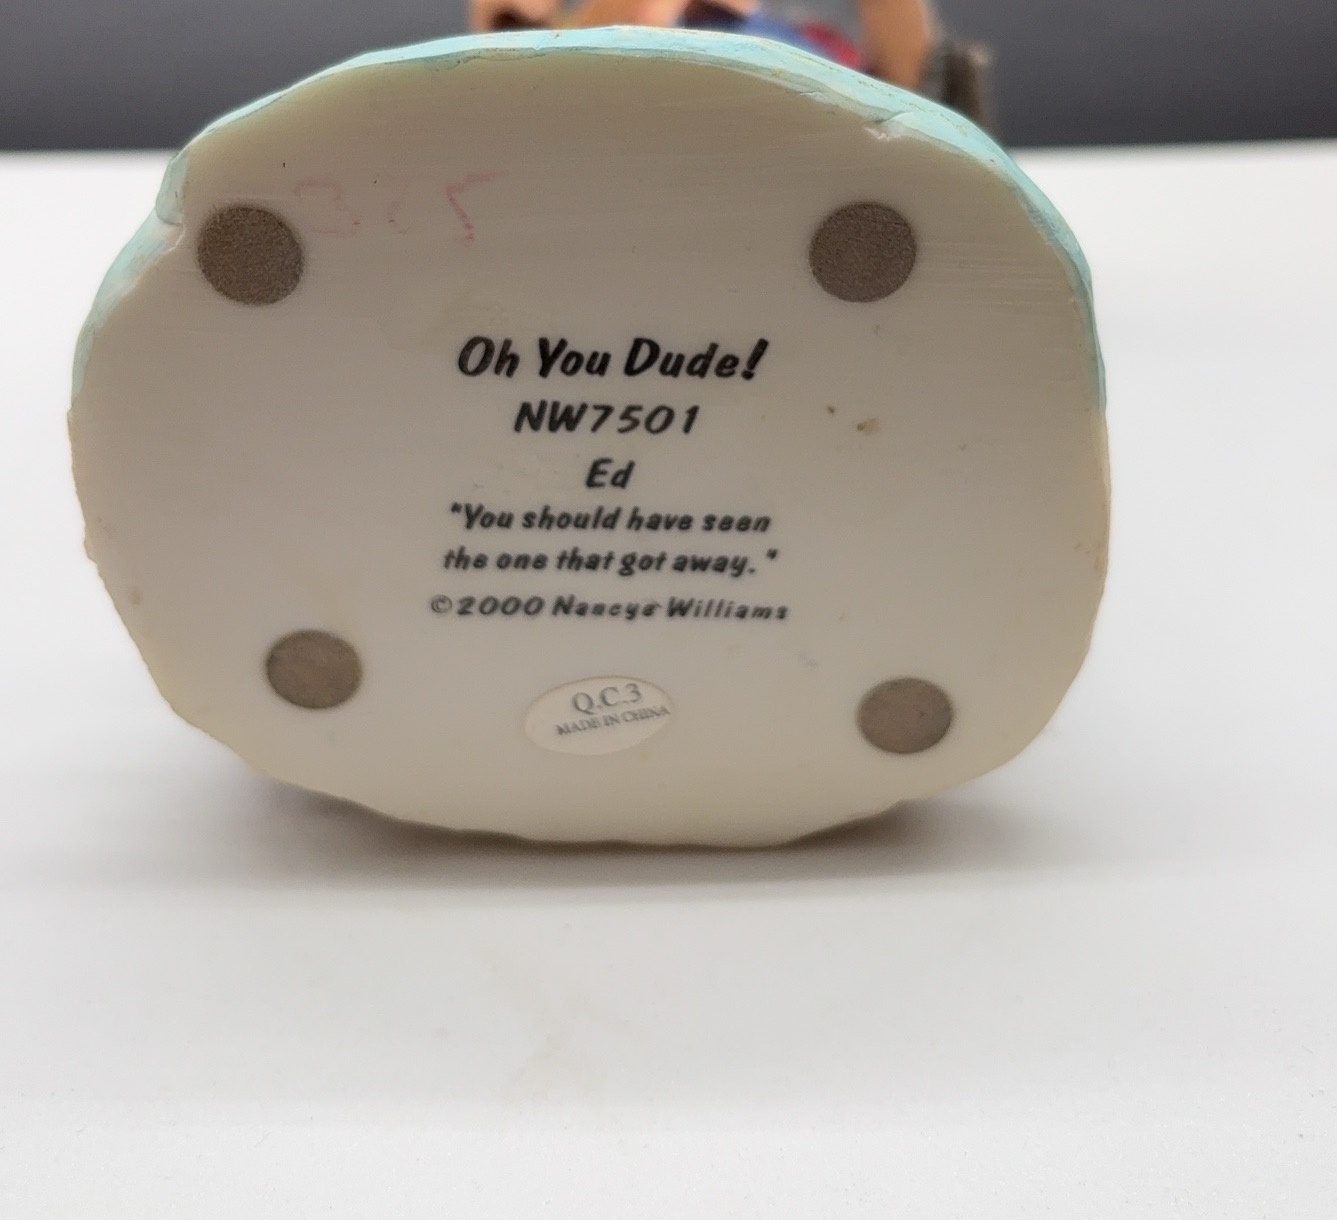 Oh You Dude!
NW7501
Ed
"You should have seen
the one that got away."
©2000 Nancye Williams
Q.C.3
MADE IN CHINA